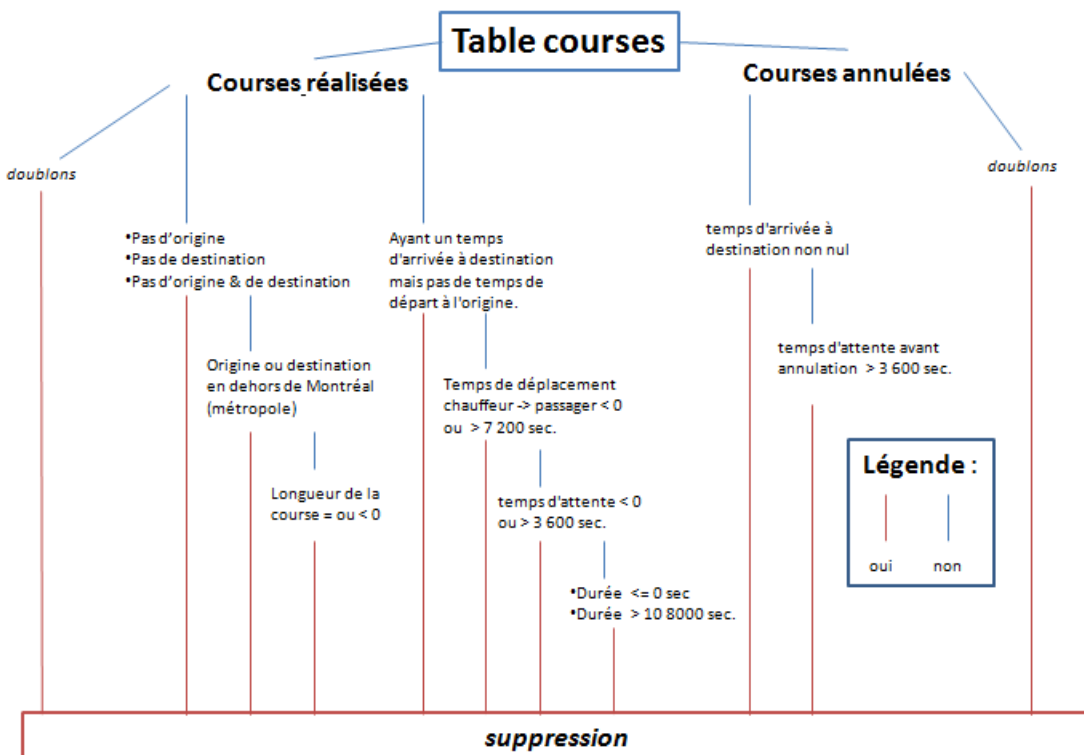 Table courses
Courses réalisées
Courses annulées
doublons
doublons
•Pas d'origine
•Pas de destination
•Pas d'origine & de destination
Ayant un temps
d'arrivée à destination
mais pas de temps de
départ à l'origine.
temps d'arrivée à
destination non nul
Origine ou destination
en dehors de Montréal
(métropole)
Temps de déplacement
chauffeur -> passager < 0
ou > 7 200 sec.
temps d'attente avant
annulation > 3 600 sec.
Longueur de la
course = ou < 0
temps d'attente < 0
ou > 3 600 sec.
•Durée <= 0 sec
•Durée > 10 8000 sec.
Légende :
oui non
suppression